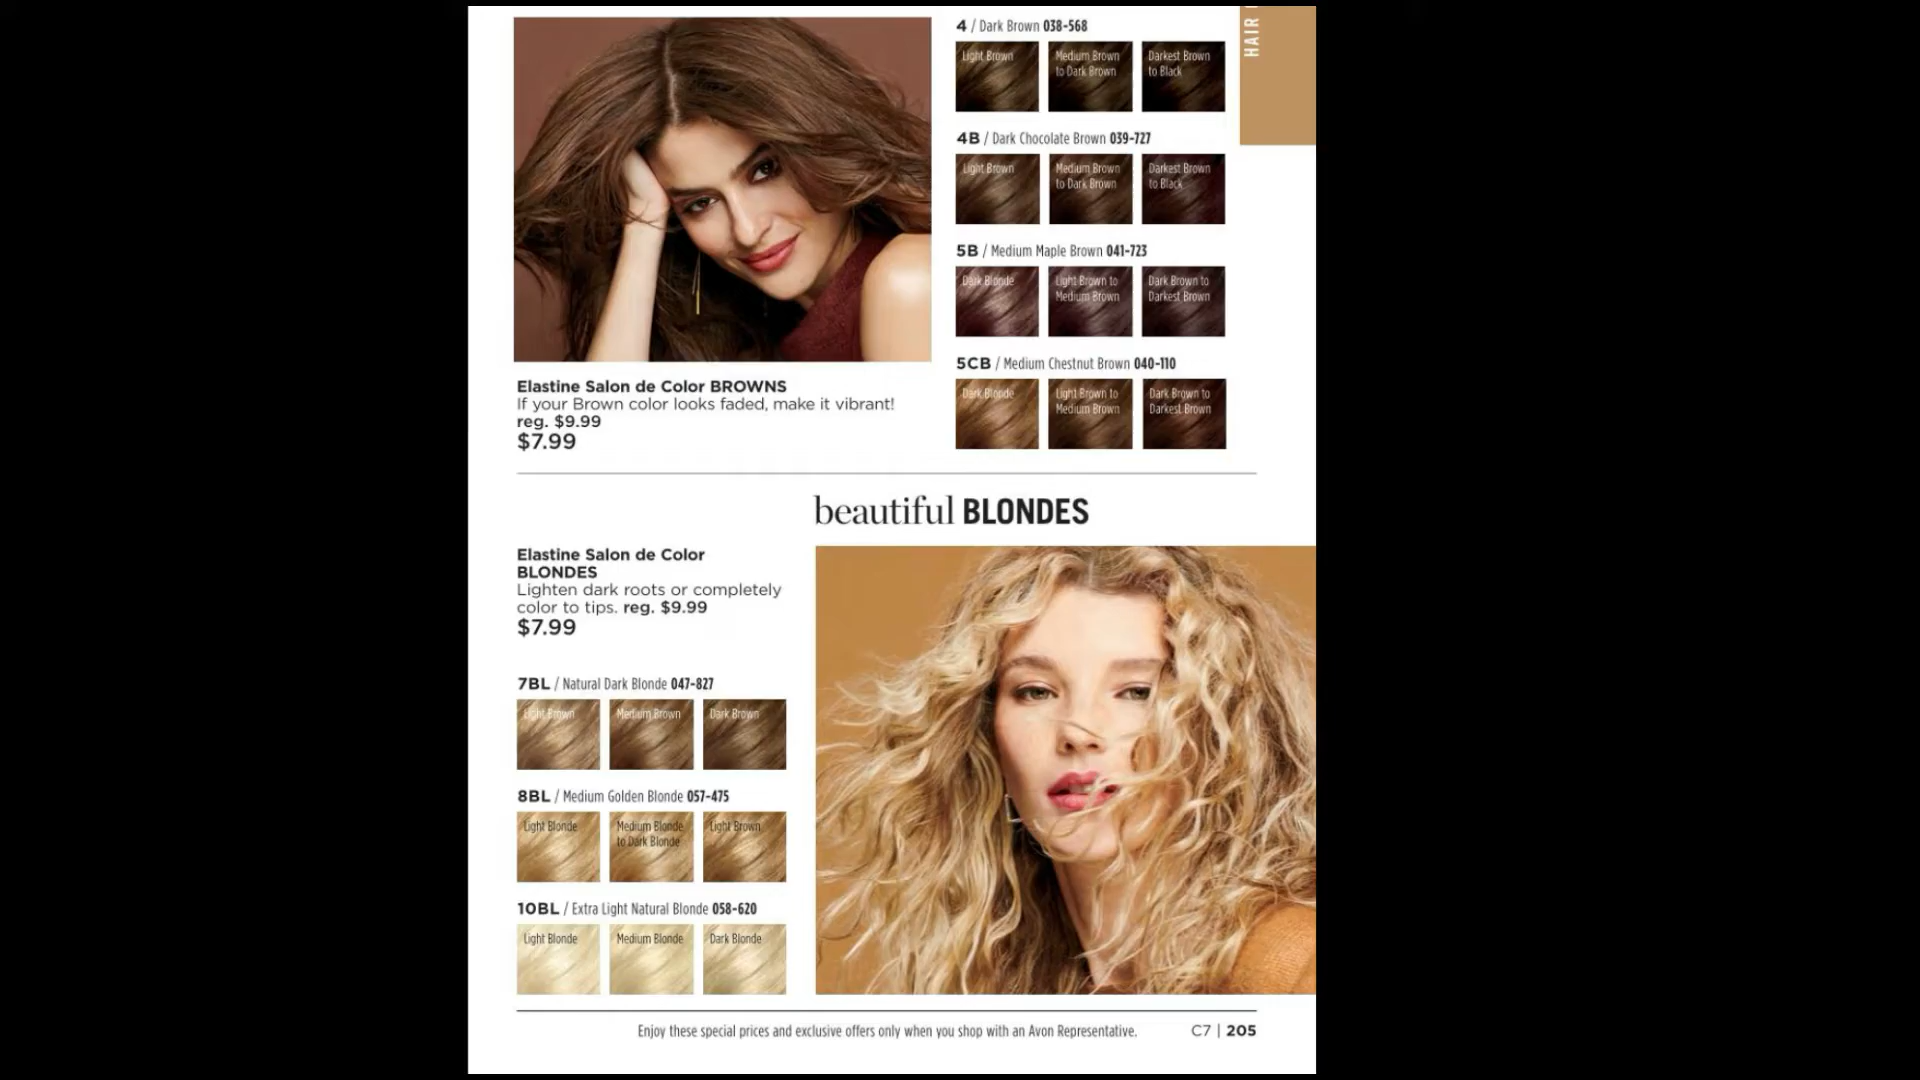 HAIR
4 / Dark Brown 038-568
Light Brown
Medium Brown
to Dark Brown
Darkest Brown
to Black
4B / Dark Chocolate Brown 039-727
Light Brown
Medium Brown
to Dark Brown
Darkest Brown
to Black
5B / Medium Maple Brown 041-723
Dark Blonde
Light Brown to
Medium Brown
Dark Brown to
Darkest Brown
5CB / Medium Chestnut Brown 040-110
Dark Blonde
Light Brown to
Medium Brown
Dark Brown to
Darkest Brown
Elastine Salon de Color BROWNS
If your Brown color looks faded, make it vibrant!
reg. $9.99
$7.99
beautiful BLONDES
Elastine Salon de Color
BLONDES
Lighten dark roots or completely
color to tips. reg. $9.99
$7.99
7BL / Natural Dark Blonde 047-827
Light Brown
Medium Brown
Dark Brown
8BL / Medium Golden Blonde 057-475
Light Blonde
Medium Blonde
to Dark Blonde
Light Brown
10BL / Extra Light Natural Blonde 058-620
Light Blonde
Medium Blonde
Dark Blonde
Enjoy these special prices and exclusive offers only when you shop with an Avon Representative.
C7 | 205